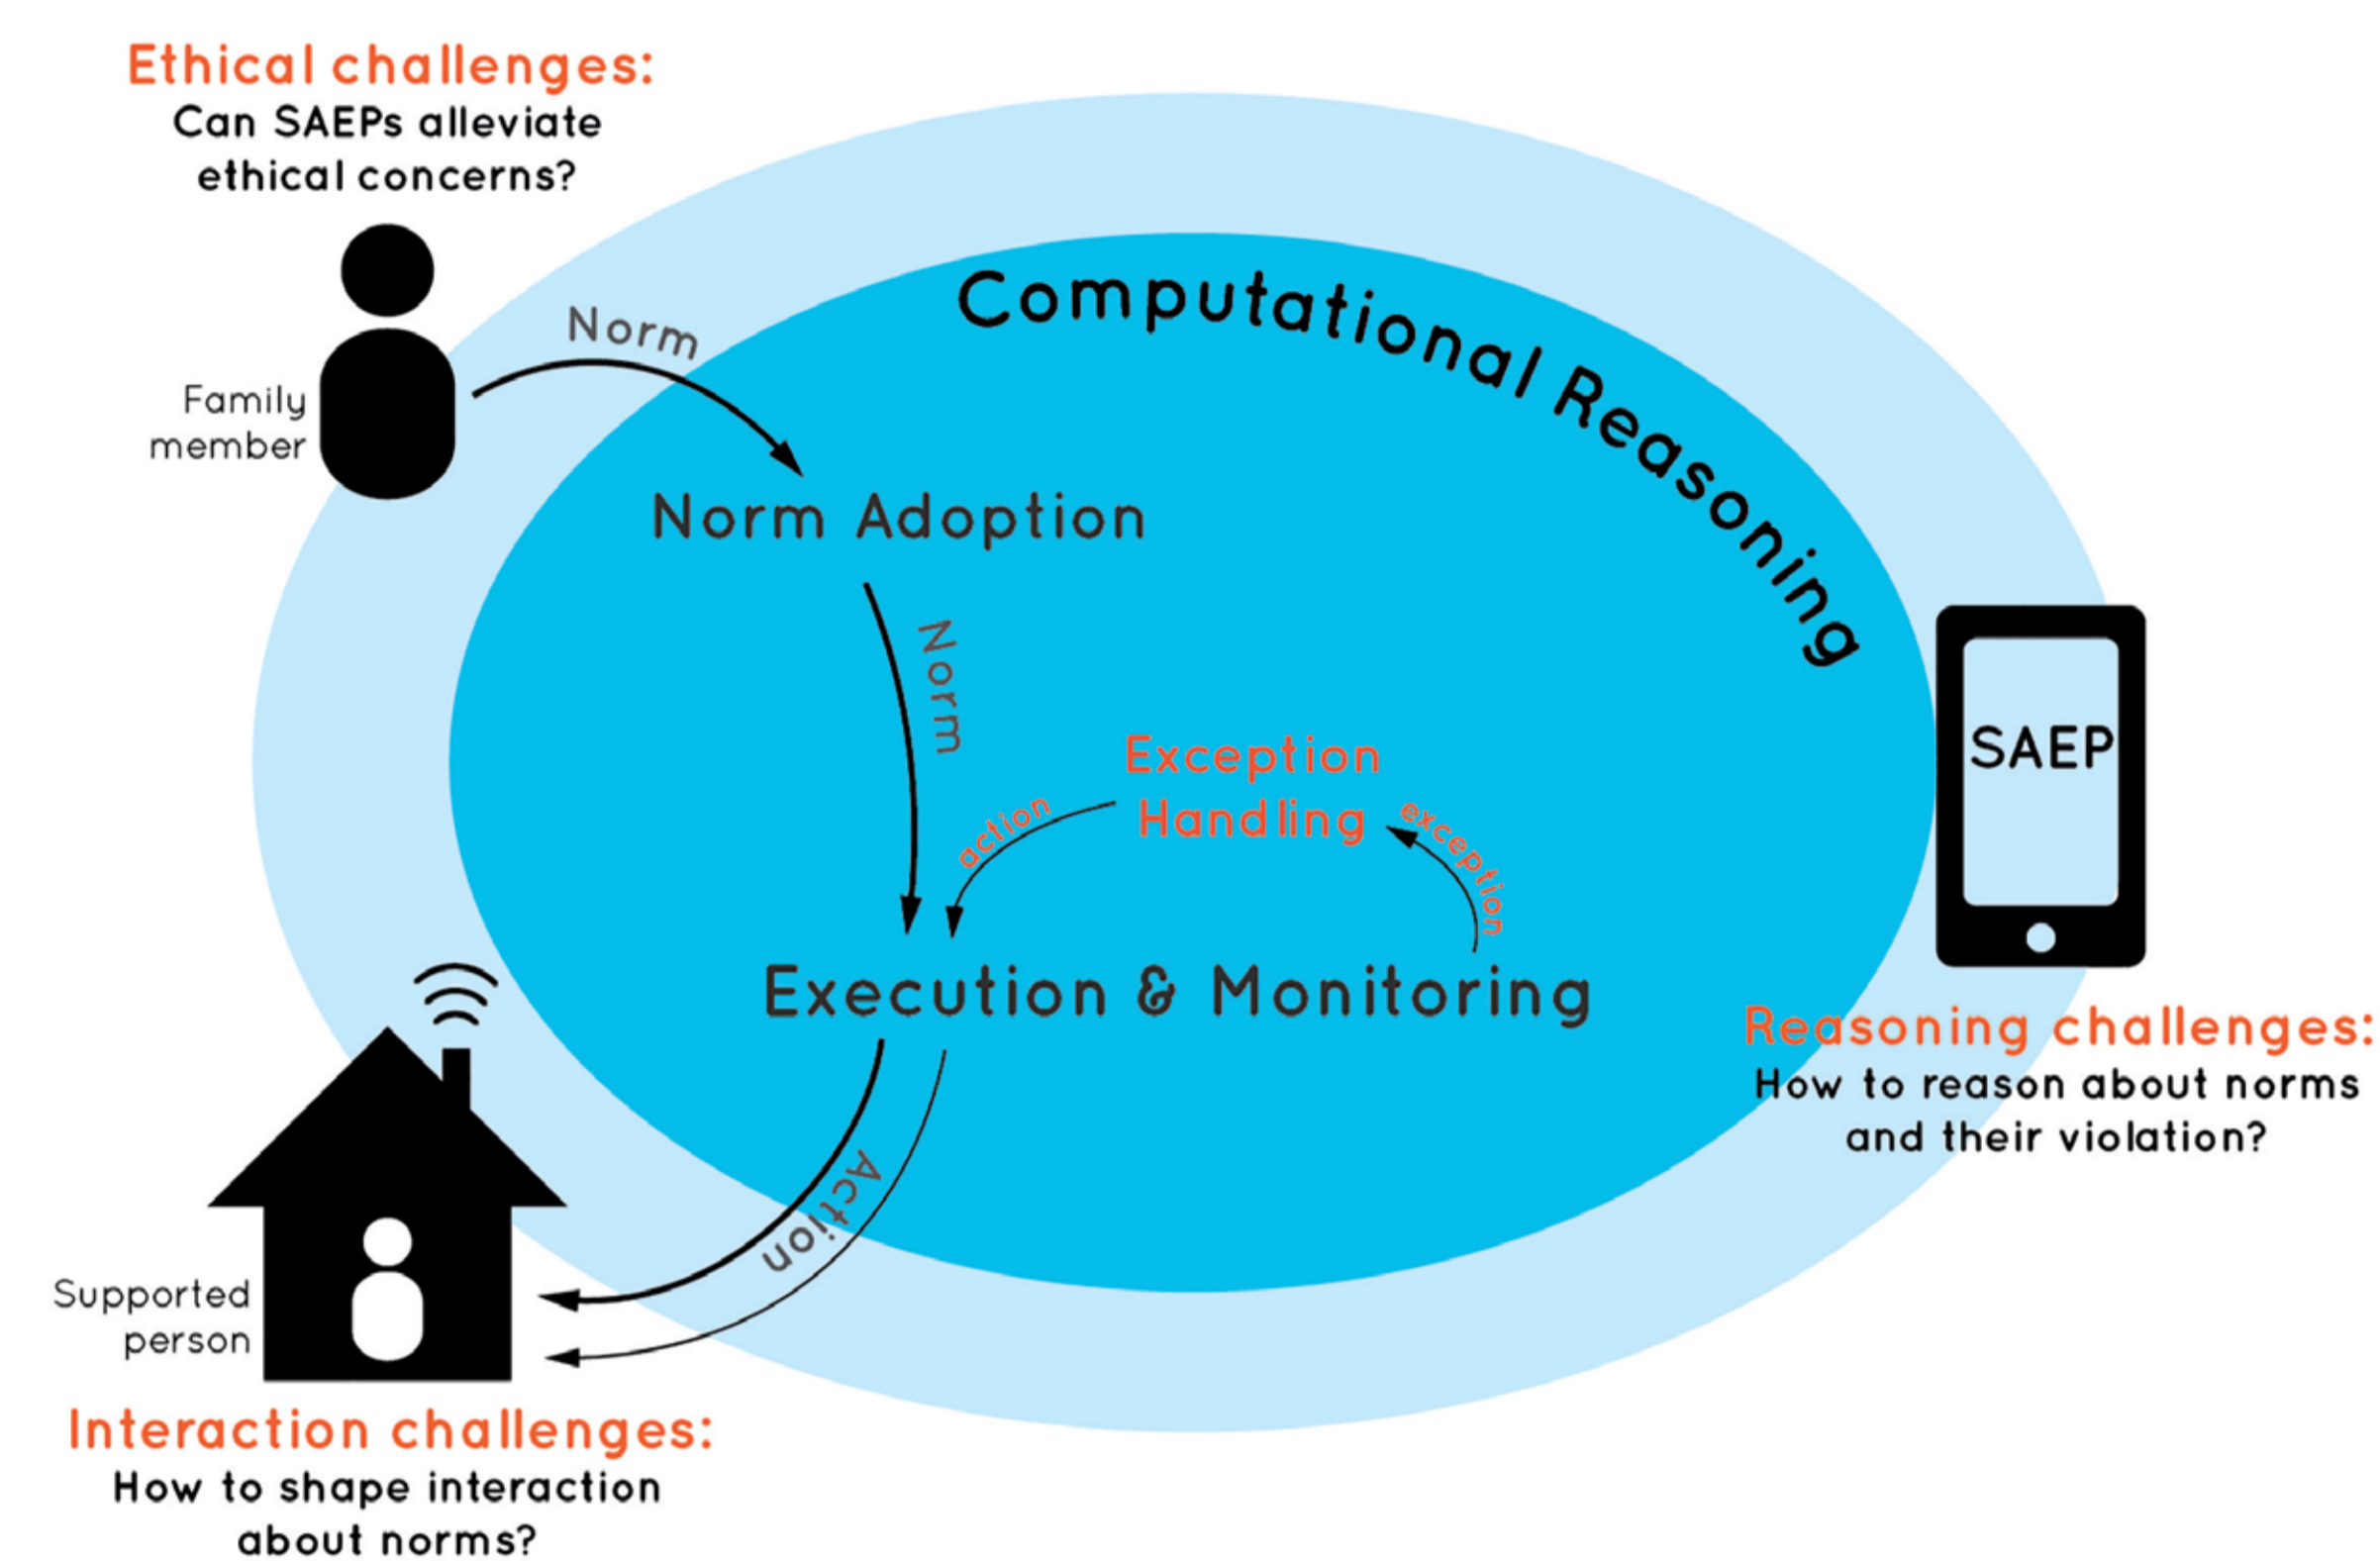 Ethical challenges:
Can SAEPs alleviate
ethical concerns?
Family
member
Norm
Computational Reasoning
Norm Adoption
Norm
Exception
Handling
action
exception
Execution & Monitoring
SAEP
Reasoning challenges:
How to reason about norms
and their violation?
Action
Supported
person
Interaction challenges:
How to shape interaction
about norms?